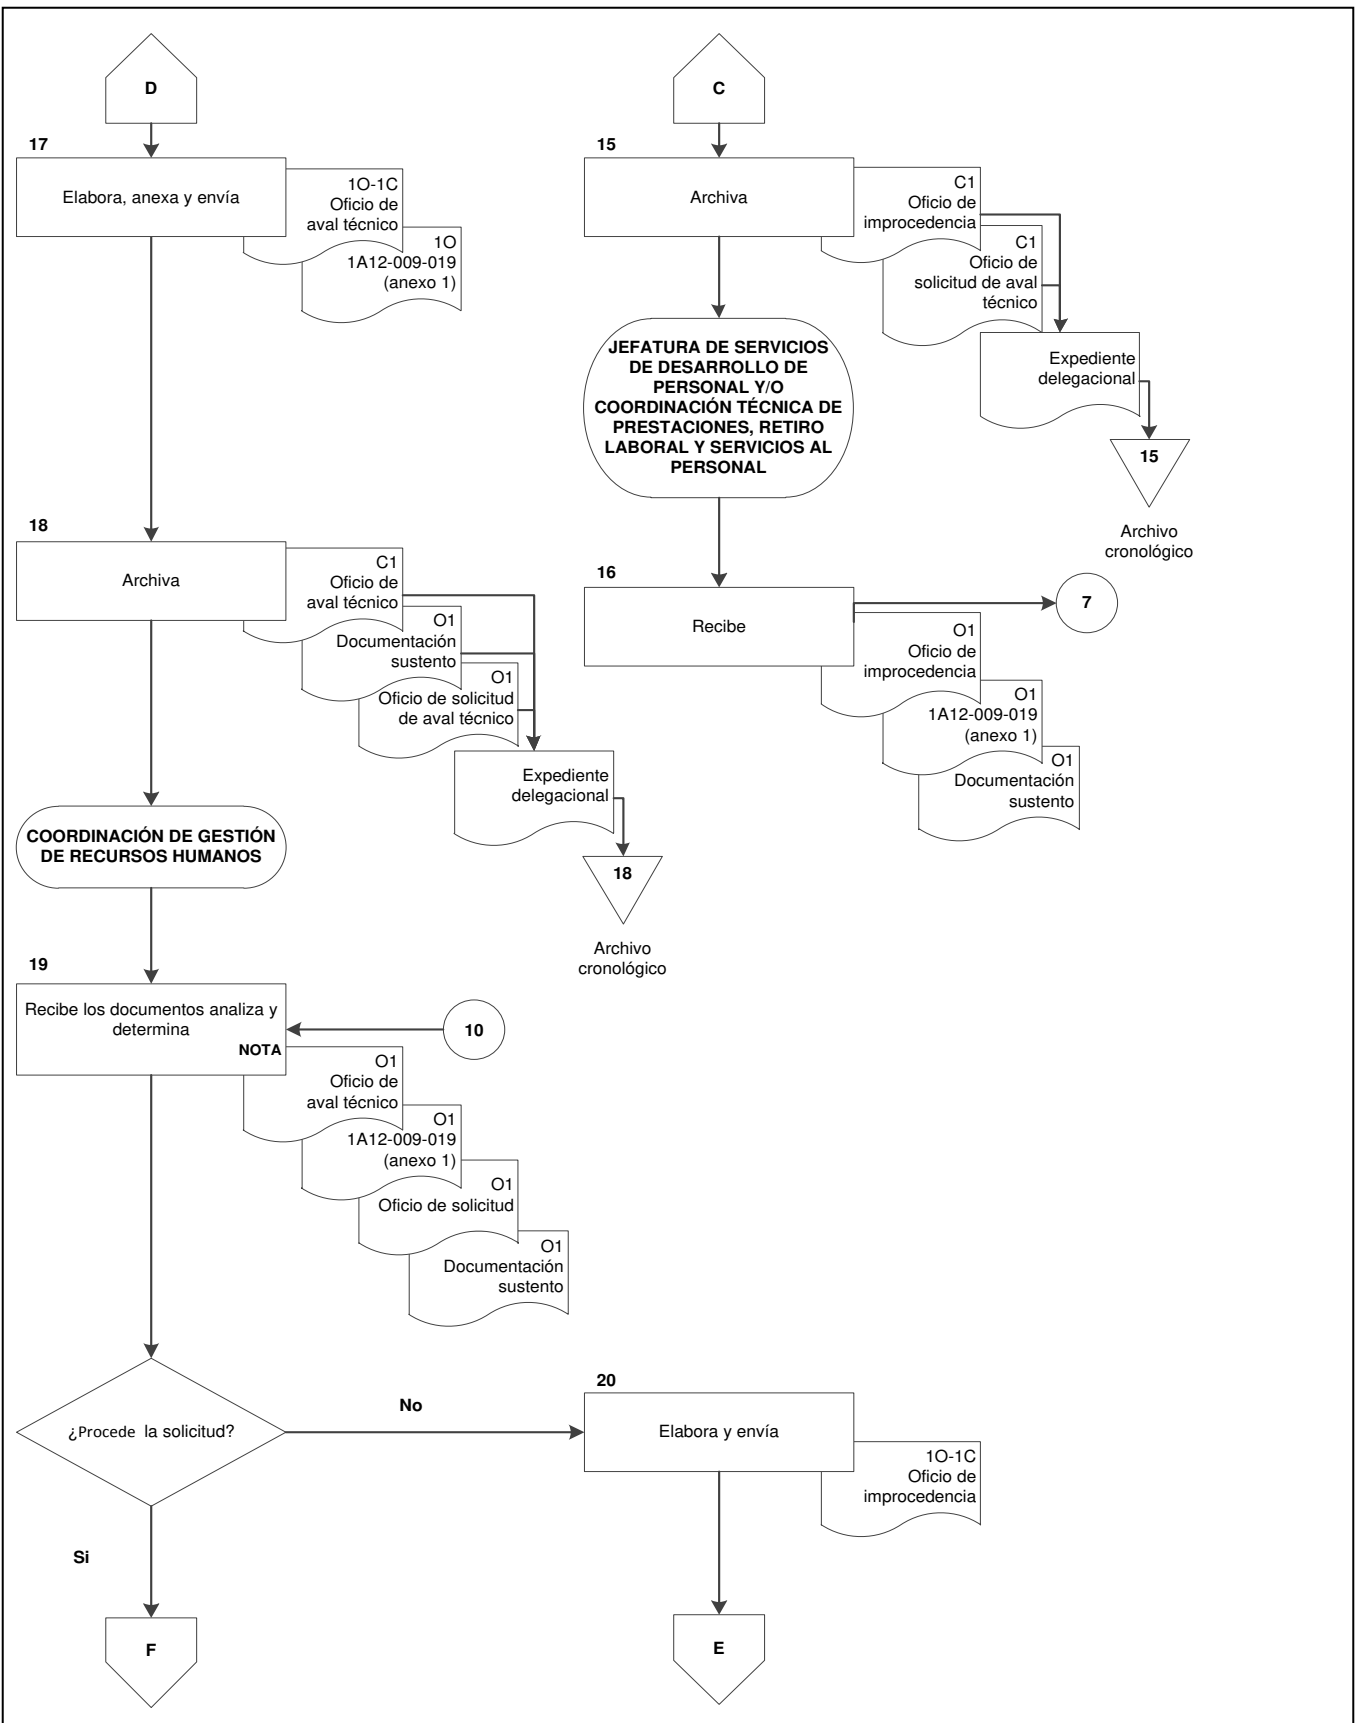 D
17
Elabora, anexa y envía
1O-1C
Oficio de
aval técnico
1O
1A12-009-019
(anexo 1)
18
Archiva
C1
Oficio de
aval técnico
O1
Documentación
sustento
O1
Oficio de solicitud
de aval técnico
Expediente
delegacional
18
Archivo
cronológico
COORDINACIÓN DE GESTIÓN
DE RECURSOS HUMANOS
19
Recibe los documentos analiza y
determina
NOTA
10
O1
Oficio de
aval técnico
O1
1A12-009-019
(anexo 1)
O1
Oficio de solicitud
O1
Documentación
sustento
¿Procede la solicitud?
No
Si
F
C
15
Archiva
C1
Oficio de
improcedencia
C1
Oficio de
solicitud de aval
técnico
Expediente
delegacional
15
Archivo
cronológico
JEFATURA DE SERVICIOS
DE DESARROLLO DE
PERSONAL Y/O
COORDINACIÓN TÉCNICA DE
PRESTACIONES, RETIRO
LABORAL Y SERVICIOS AL
PERSONAL
16
Recibe
7
O1
Oficio de
improcedencia
O1
1A12-009-019
(anexo 1)
O1
Documentación
sustento
20
Elabora y envía
1O-1C
Oficio de
improcedencia
E